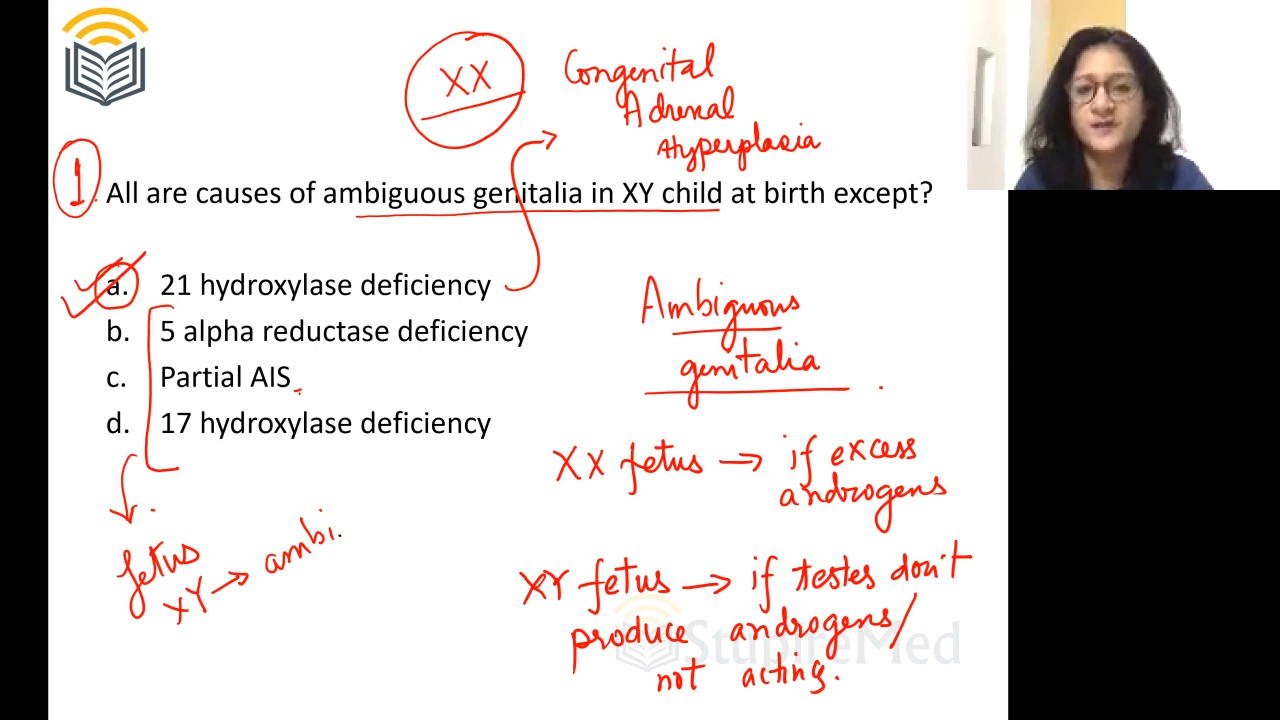 XX
Congenital
Adrenal
Hyperplasia
1. All are causes of ambiguous genitalia in XY child at birth except?
a. 21 hydroxylase deficiency
b. 5 alpha reductase deficiency
c. Partial AIS
d. 17 hydroxylase deficiency
Ambiguous
genitalia
XX fetus → if excess
androgens
fetus
XY → ambi
XY fetus → if testes don't
produce androgens/
not acting.
StupireMed